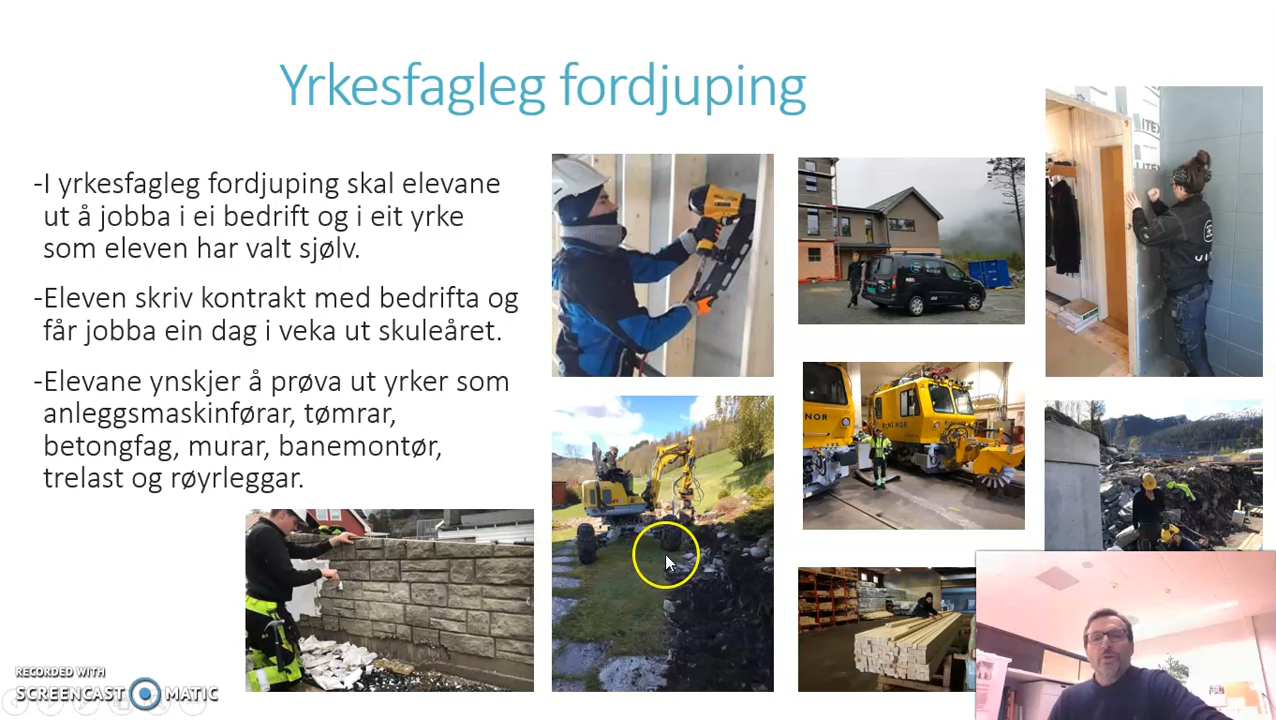 Yrkesfagleg fordjuping
-I yrkesfagleg fordjuping skal elevane
ut å jobba i ei bedrift og i eit yrke
som eleven har valt sjølv.
-Eleven skriv kontrakt med bedrifta og
får jobba ein dag i veka ut skuleåret.
-Elevane ynskjer å prøva ut yrker som
anleggsmaskinførar, tømrar,
betongfag, murar, banemontør,
trelast og røyrleggar.
RECORDED WITH
SCREENCAST MATIC